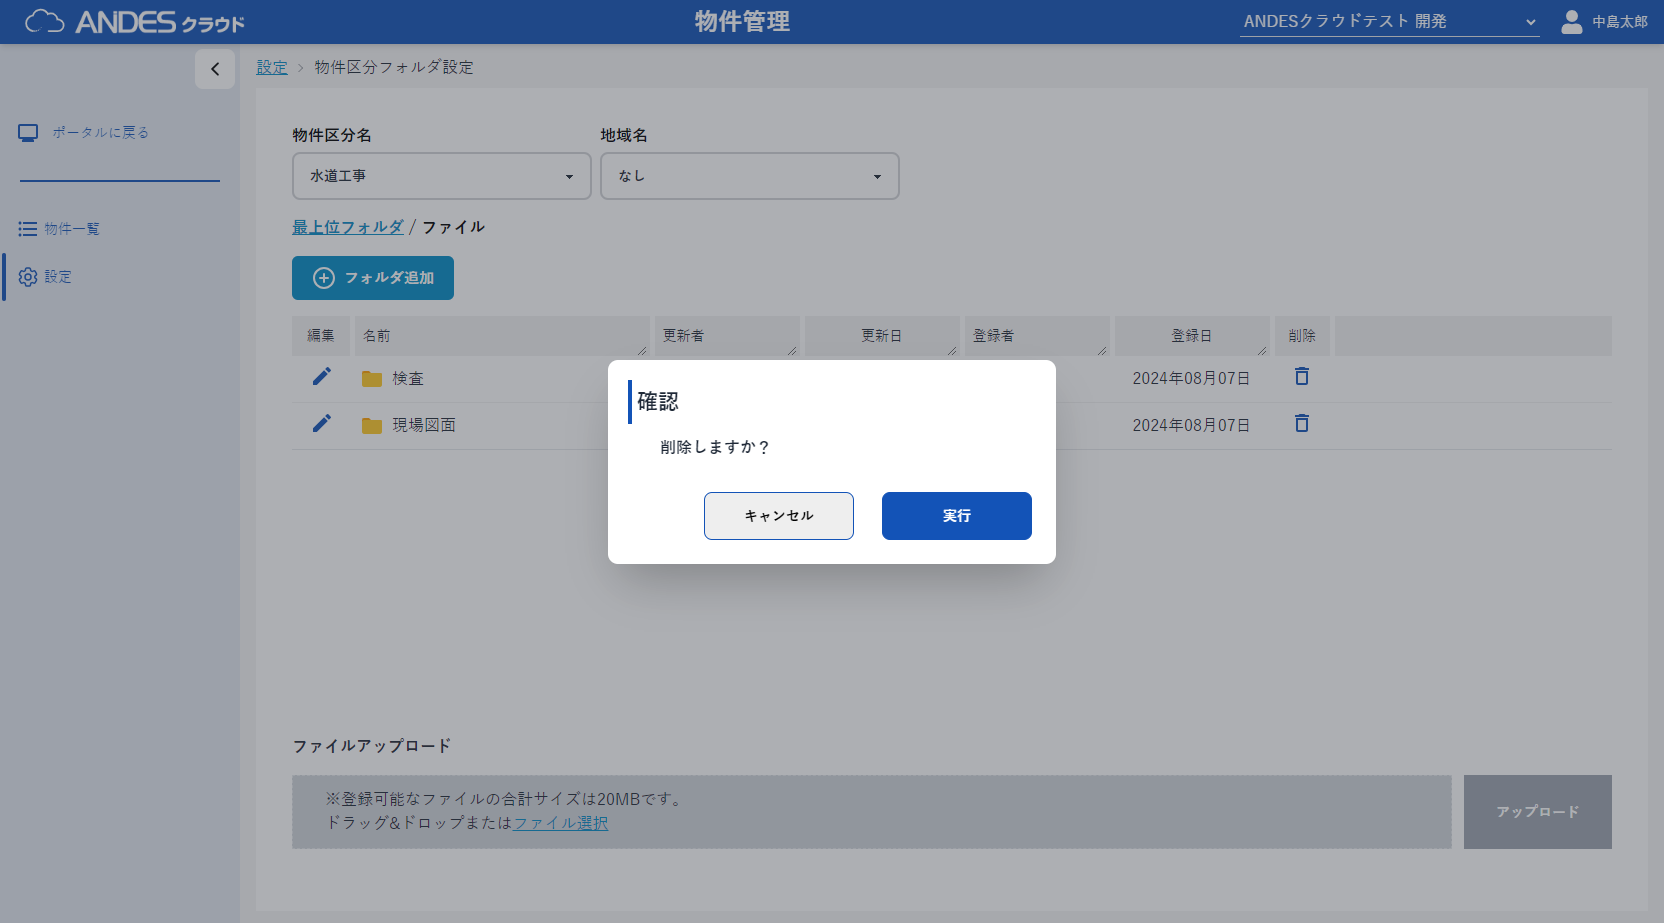 ANDES クラウド
物件管理
ANDESクラウドテスト 開発
中島太郎
設定 > 物件区分フォルダ設定
ポータルに戻る
物件一覧
設定
物件区分名
地域名
水道工事
なし
最上位フォルダ / ファイル
フォルダ追加
編集 名前 更新者 更新日 登録者 登録日 削除
検査 2024年08月07日
現場図面 2024年08月07日
確認
削除しますか？
キャンセル
実行
ファイルアップロード
※登録可能なファイルの合計サイズは20MBです。
ドラッグ&ドロップまたはファイル選択
アップロード